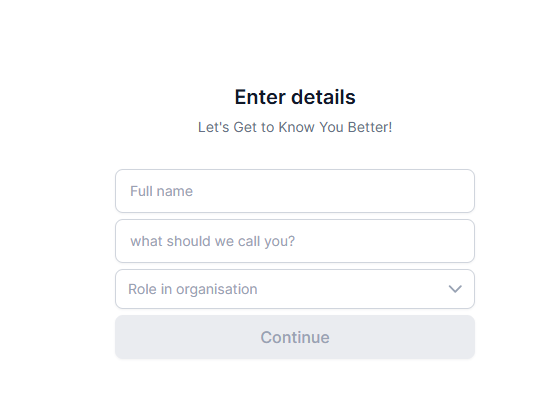 Enter details
Let's Get to Know You Better!
Full name
what should we call you?
Role in organisation
Continue